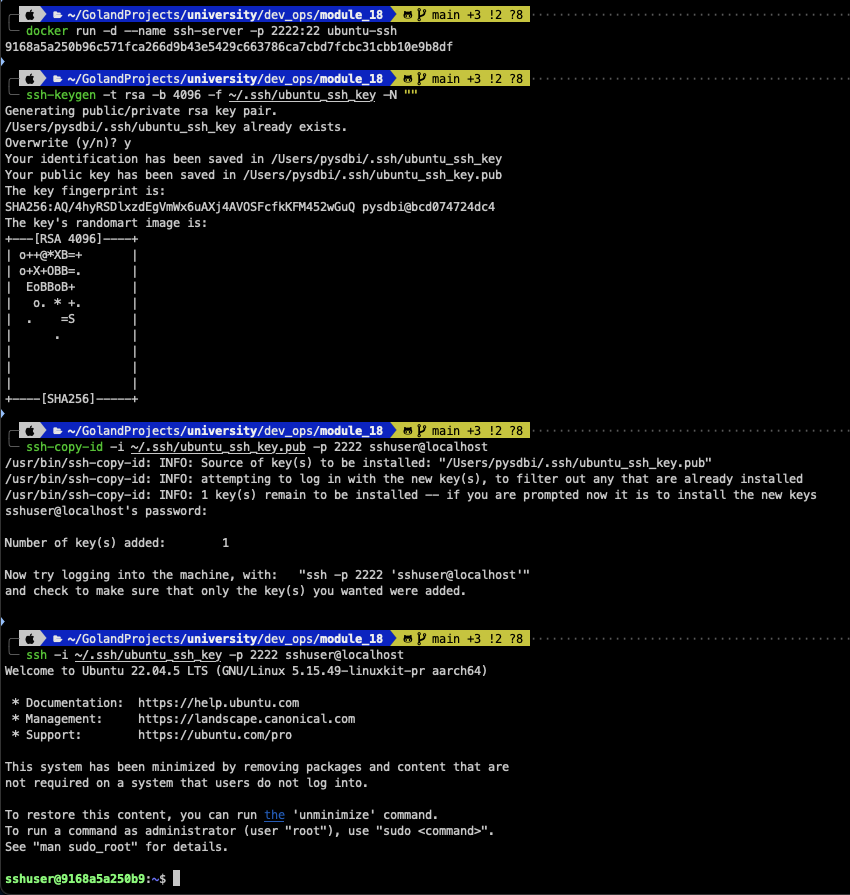 ~/GolandProjects/university/dev_ops/module_18 main +3 !2 ?8
docker run -d --name ssh-server -p 2222:22 ubuntu-ssh
9168a5a250b96c571fca266d9b43e5429c663786ca7cbd7fcbc31cbb10e9b8df
~/GolandProjects/university/dev_ops/module_18 main +3 !2 ?8
ssh-keygen -t rsa -b 4096 -f ~/.ssh/ubuntu_ssh_key -N ""
Generating public/private rsa key pair.
/Users/pysdbi/.ssh/ubuntu_ssh_key already exists.
Overwrite (y/n)? y
Your identification has been saved in /Users/pysdbi/.ssh/ubuntu_ssh_key
Your public key has been saved in /Users/pysdbi/.ssh/ubuntu_ssh_key.pub
The key fingerprint is:
SHA256:AQ/4hyRSDlxzdEgVmWx6uAXj4AVOSFcfkKFM452wGuQ pysdbi@bcd074724dc4
The key's randomart image is:
+---[RSA 4096]----+
| o++@*XB=+       |
| o+X+OBB=.       |
|  EoBBoB+        |
|   o. * +.       |
|  .    =S        |
|      .          |
|                 |
|                 |
|                 |
+----[SHA256]-----+
~/GolandProjects/university/dev_ops/module_18 main +3 !2 ?8
ssh-copy-id -i ~/.ssh/ubuntu_ssh_key.pub -p 2222 sshuser@localhost
/usr/bin/ssh-copy-id: INFO: Source of key(s) to be installed: "/Users/pysdbi/.ssh/ubuntu_ssh_key.pub"
/usr/bin/ssh-copy-id: INFO: attempting to log in with the new key(s), to filter out any that are already installed
/usr/bin/ssh-copy-id: INFO: 1 key(s) remain to be installed -- if you are prompted now it is to install the new keys
sshuser@localhost's password:
Number of key(s) added:        1
Now try logging into the machine, with:   "ssh -p 2222 'sshuser@localhost'"
and check to make sure that only the key(s) you wanted were added.
~/GolandProjects/university/dev_ops/module_18 main +3 !2 ?8
ssh -i ~/.ssh/ubuntu_ssh_key -p 2222 sshuser@localhost
Welcome to Ubuntu 22.04.5 LTS (GNU/Linux 5.15.49-linuxkit-pr aarch64)
* Documentation:  https://help.ubuntu.com
* Management:     https://landscape.canonical.com
* Support:        https://ubuntu.com/pro
This system has been minimized by removing packages and content that are
not required on a system that users do not log into.
To restore this content, you can run the 'unminimize' command.
To run a command as administrator (user "root"), use "sudo <command>".
See "man sudo_root" for details.
sshuser@9168a5a250b9:~$